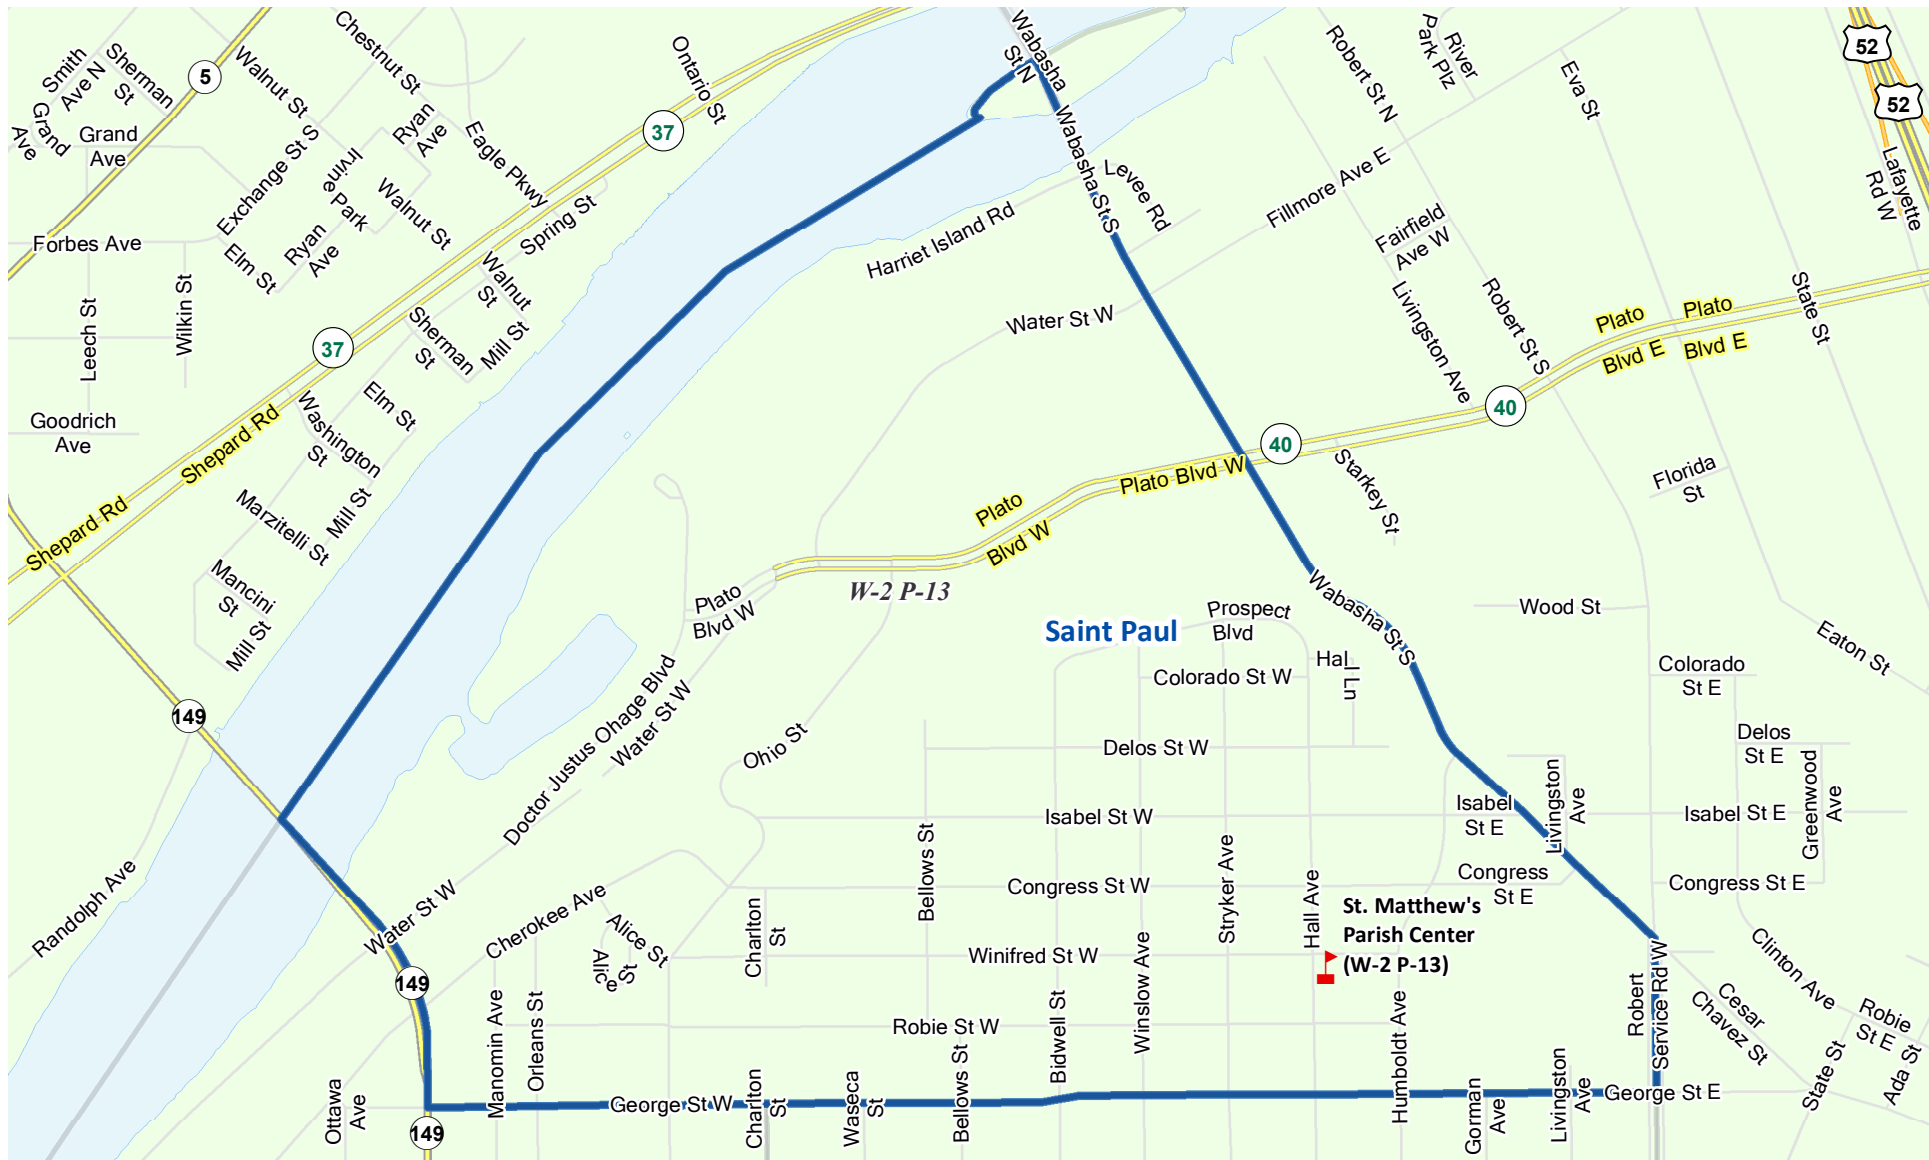 Smith
Ave N
Sherman
St
5
Walnut St
Chestnut St
Ontario St
Wabasha
St N
Robert St N
River
Park Plz
Eva St
52
52
Lafayette
Rd W
Grand
Ave
Grand
Ave
Exchange St S
Irvine
Park
Ryan
Ave
Eagle Pkwy
37
Walnut St
Wabasha St S
Levee Rd
Fillmore Ave E
Fairfield
Ave W
Forbes Ave
Elm St
Ryan
Ave
Spring St
Harriet Island Rd
Leech St
Wilkin St
Walnut
St
Water St W
Livingston Ave
Robert St S
Plato
Blvd E
Plato
Blvd E
State St
37
Sherman
St
Mill St
Goodrich
Ave
Elm St
Washington
St
Shepard Rd
40
40
Plato Blvd W
Starkey St
Florida
St
Shepard Rd
Marzitelli St
Mill St
Plato
Blvd W
Mancini
St
Mill St
Plato
Blvd W
W-2 P-13
Saint Paul
Prospect
Blvd
Wabasha St S
Wood St
Eaton St
Hall Ln
Colorado St W
Colorado
St E
149
Doctor Justus Ohage Blvd
Water St W
Ohio St
Delos St W
Delos
St E
Isabel St W
Isabel
St E
Livingston
Ave
Isabel St E
Greenwood
Ave
Randolph Ave
Water St W
Cherokee Ave
Alice St
Alice
St
Charlton
St
Bellows St
Congress St W
Stryker Ave
Hall Ave
Congress
St E
Congress St E
St. Matthew's
Parish Center
(W-2 P-13)
Winifred St W
Winslow Ave
149
Manomin Ave
Orleans St
Robie St W
Bidwell St
Humboldt Ave
Robert
Service Rd W
Cesar
Chavez St
Clinton Ave
Robie
St E
State St
Ada St
Ottawa
Ave
George St W
Charlton
St
Waseca
St
Bellows St
Gorman
Ave
Livingston
Ave
George St E
149